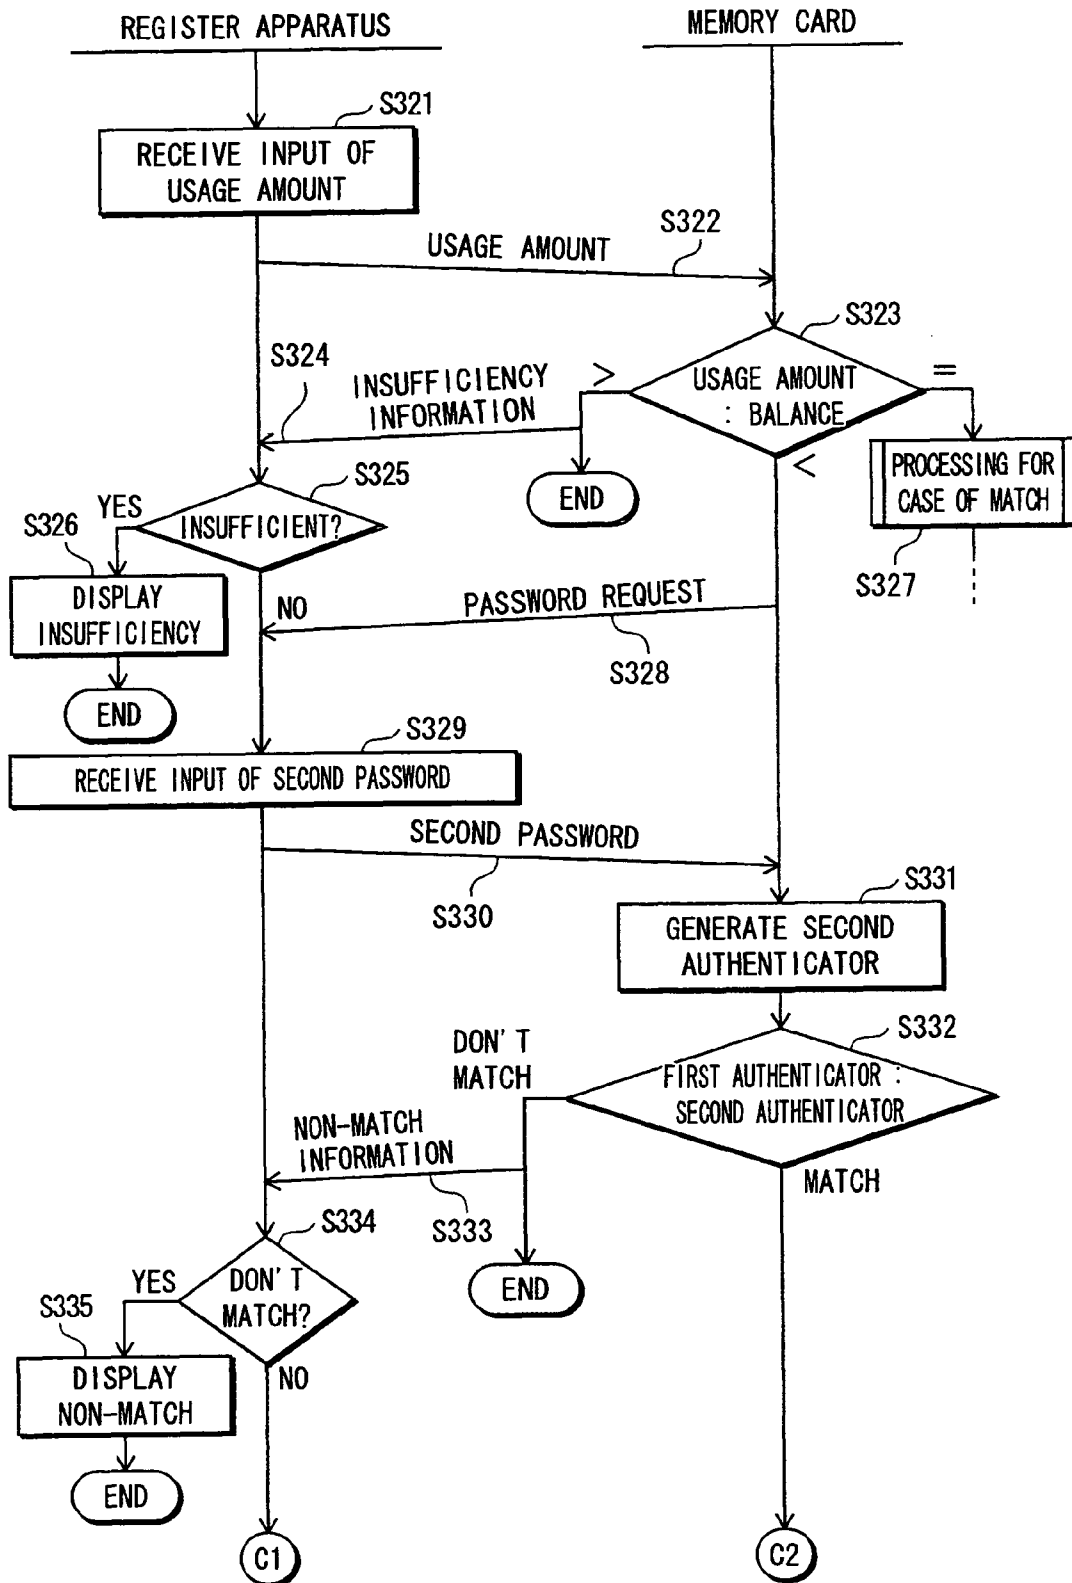 REGISTER APPARATUS
MEMORY CARD
S321
RECEIVE INPUT OF
USAGE AMOUNT
S322
USAGE AMOUNT
S323
USAGE AMOUNT
: BALANCE
>
=
<
S324
INSUFFICIENCY
INFORMATION
END
PROCESSING FOR
CASE OF MATCH
S327
S325
INSUFFICIENT?
YES
NO
S326
DISPLAY
INSUFFICIENCY
END
PASSWORD REQUEST
S328
S329
RECEIVE INPUT OF SECOND PASSWORD
SECOND PASSWORD
S330
S331
GENERATE SECOND
AUTHENTICATOR
S332
FIRST AUTHENTICATOR :
SECOND AUTHENTICATOR
DON'T
MATCH
MATCH
NON-MATCH
INFORMATION
S333
END
S334
DON'T
MATCH?
YES
NO
S335
DISPLAY
NON-MATCH
END
C1
C2